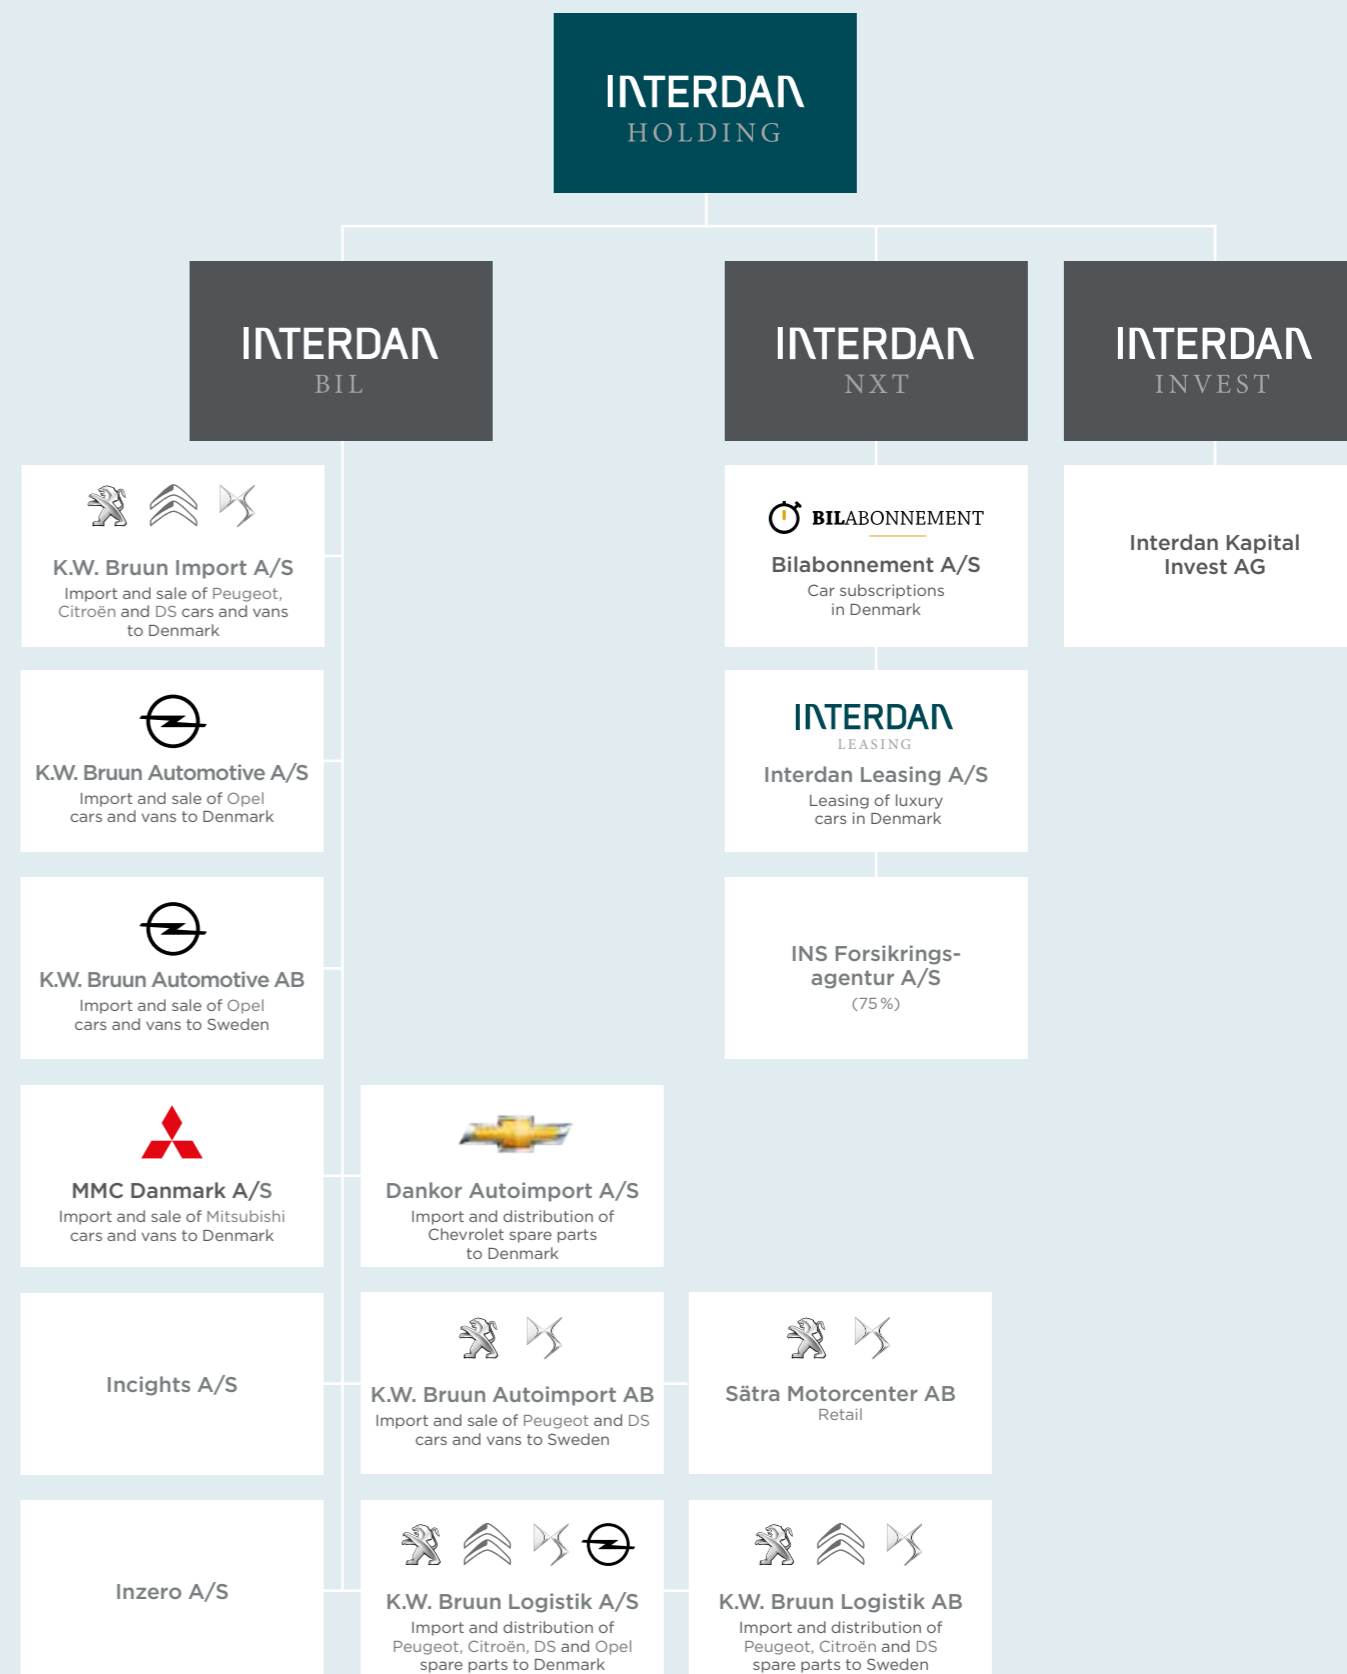 INTERDAN
HOLDING
INTERDAN
BIL
INTERDAN
NXT
INTERDAN
INVEST
K.W. Bruun Import A/S
Import and sale of Peugeot,
Citroën and DS cars and vans
to Denmark
BILABONNEMENT
Bilabonnement A/S
Car subscriptions
in Denmark
Interdan Kapital
Invest AG
K.W. Bruun Automotive A/S
Import and sale of Opel
cars and vans to Denmark
INTERDAN
LEASING
Interdan Leasing A/S
Leasing of luxury
cars in Denmark
K.W. Bruun Automotive AB
Import and sale of Opel
cars and vans to Sweden
INS Forsikrings-
agentur A/S
(75 %)
MMC Danmark A/S
Import and sale of Mitsubishi
cars and vans to Denmark
Dankor Autoimport A/S
Import and distribution of
Chevrolet spare parts
to Denmark
Incights A/S
K.W. Bruun Autoimport AB
Import and sale of Peugeot and DS
cars and vans to Sweden
Sätra Motorcenter AB
Retail
Inzero A/S
K.W. Bruun Logistik A/S
Import and distribution of
Peugeot, Citroën, DS and Opel
spare parts to Denmark
K.W. Bruun Logistik AB
Import and distribution of
Peugeot, Citroën and DS
spare parts to Sweden